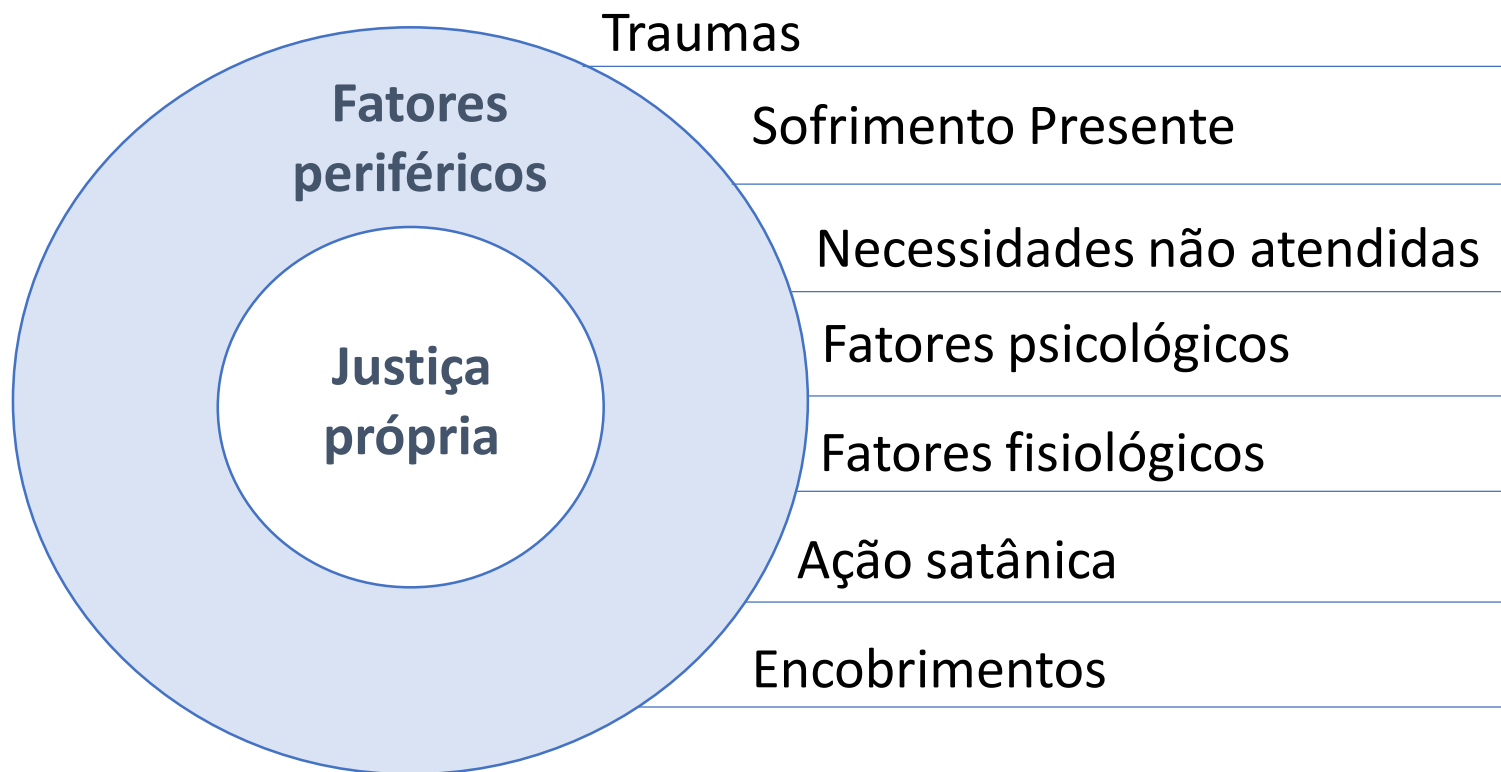 Traumas
Fatores
periféricos
Sofrimento Presente
Necessidades não atendidas
Fatores psicológicos
Justiça
própria
Fatores fisiológicos
Ação satânica
Encobrimentos